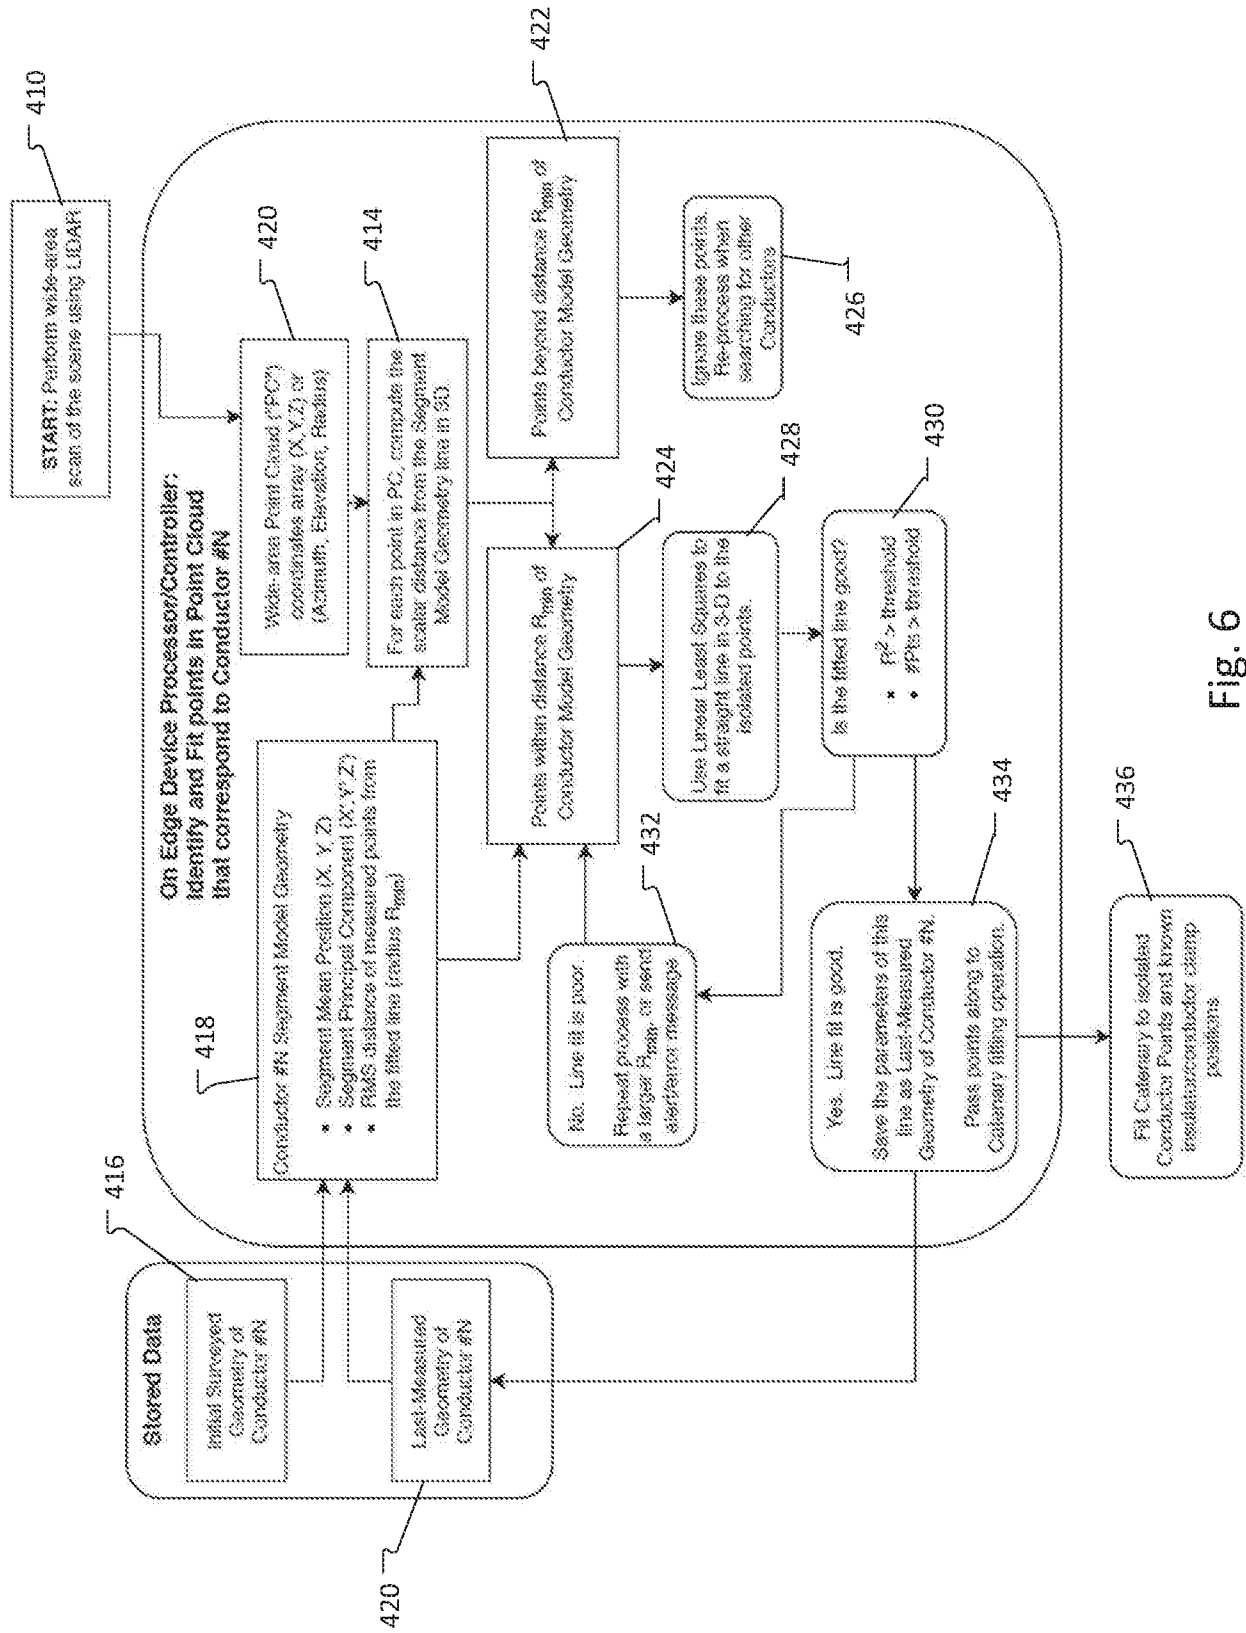 410
START: Perform wide-area
scan of the scene using LIDAR
On Edge Device Processor/Controller:
Identify and Fit points in Point Cloud
that correspond to Conductor #N
Stored Data
416
Initial Surveyed
Geometry of
Conductor #N
420
Last-Measured
Geometry of
Conductor #N
418
Conductor #N Segment Model Geometry
• Segment Mean Position (X, Y, Z)
• Segment Principal Component (X',Y',Z')
• RMS distance of measured points from
the fitted line (radius Rmin)
420
Wide-area Point Cloud ("PC")
coordinates array (X,Y,Z) or
(Azimuth, Elevation, Radius)
414
For each point in PC, compute the
scalar distance from the Segment
Model Geometry line in 3D.
422
Points beyond distance Rmin of
Conductor Model Geometry
424
Points within distance Rmin of
Conductor Model Geometry
426
Ignore these points.
Re-process when
searching for other
Conductors
428
Use Linear Least Squares to
fit a straight line in 3-D to the
isolated points.
430
Is the fitted line good?
• R² > threshold
• #Pts > threshold
432
No. Line fit is poor.
Repeat process with
a larger Rmin, or send
alert/error message
434
Yes. Line fit is good.
Save the parameters of this
line as Last-Measured
Geometry of Conductor #N.
Pass points along to
Catenary fitting operation.
436
Fit Catenary to isolated
Conductor Points and known
insulator/conductor clamp
positions
Fig. 6